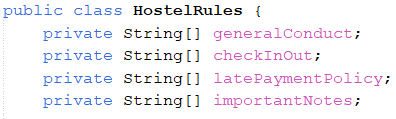 public class HostelRules {
    private String[] generalConduct;
    private String[] checkInOut;
    private String[] latePaymentPolicy;
    private String[] importantNotes;